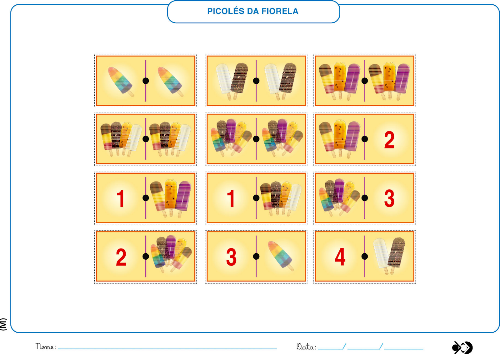 PICOLÉS DA FIORELA
2
1
1
3
2
3
4
(M)
Nome:
Data: / /